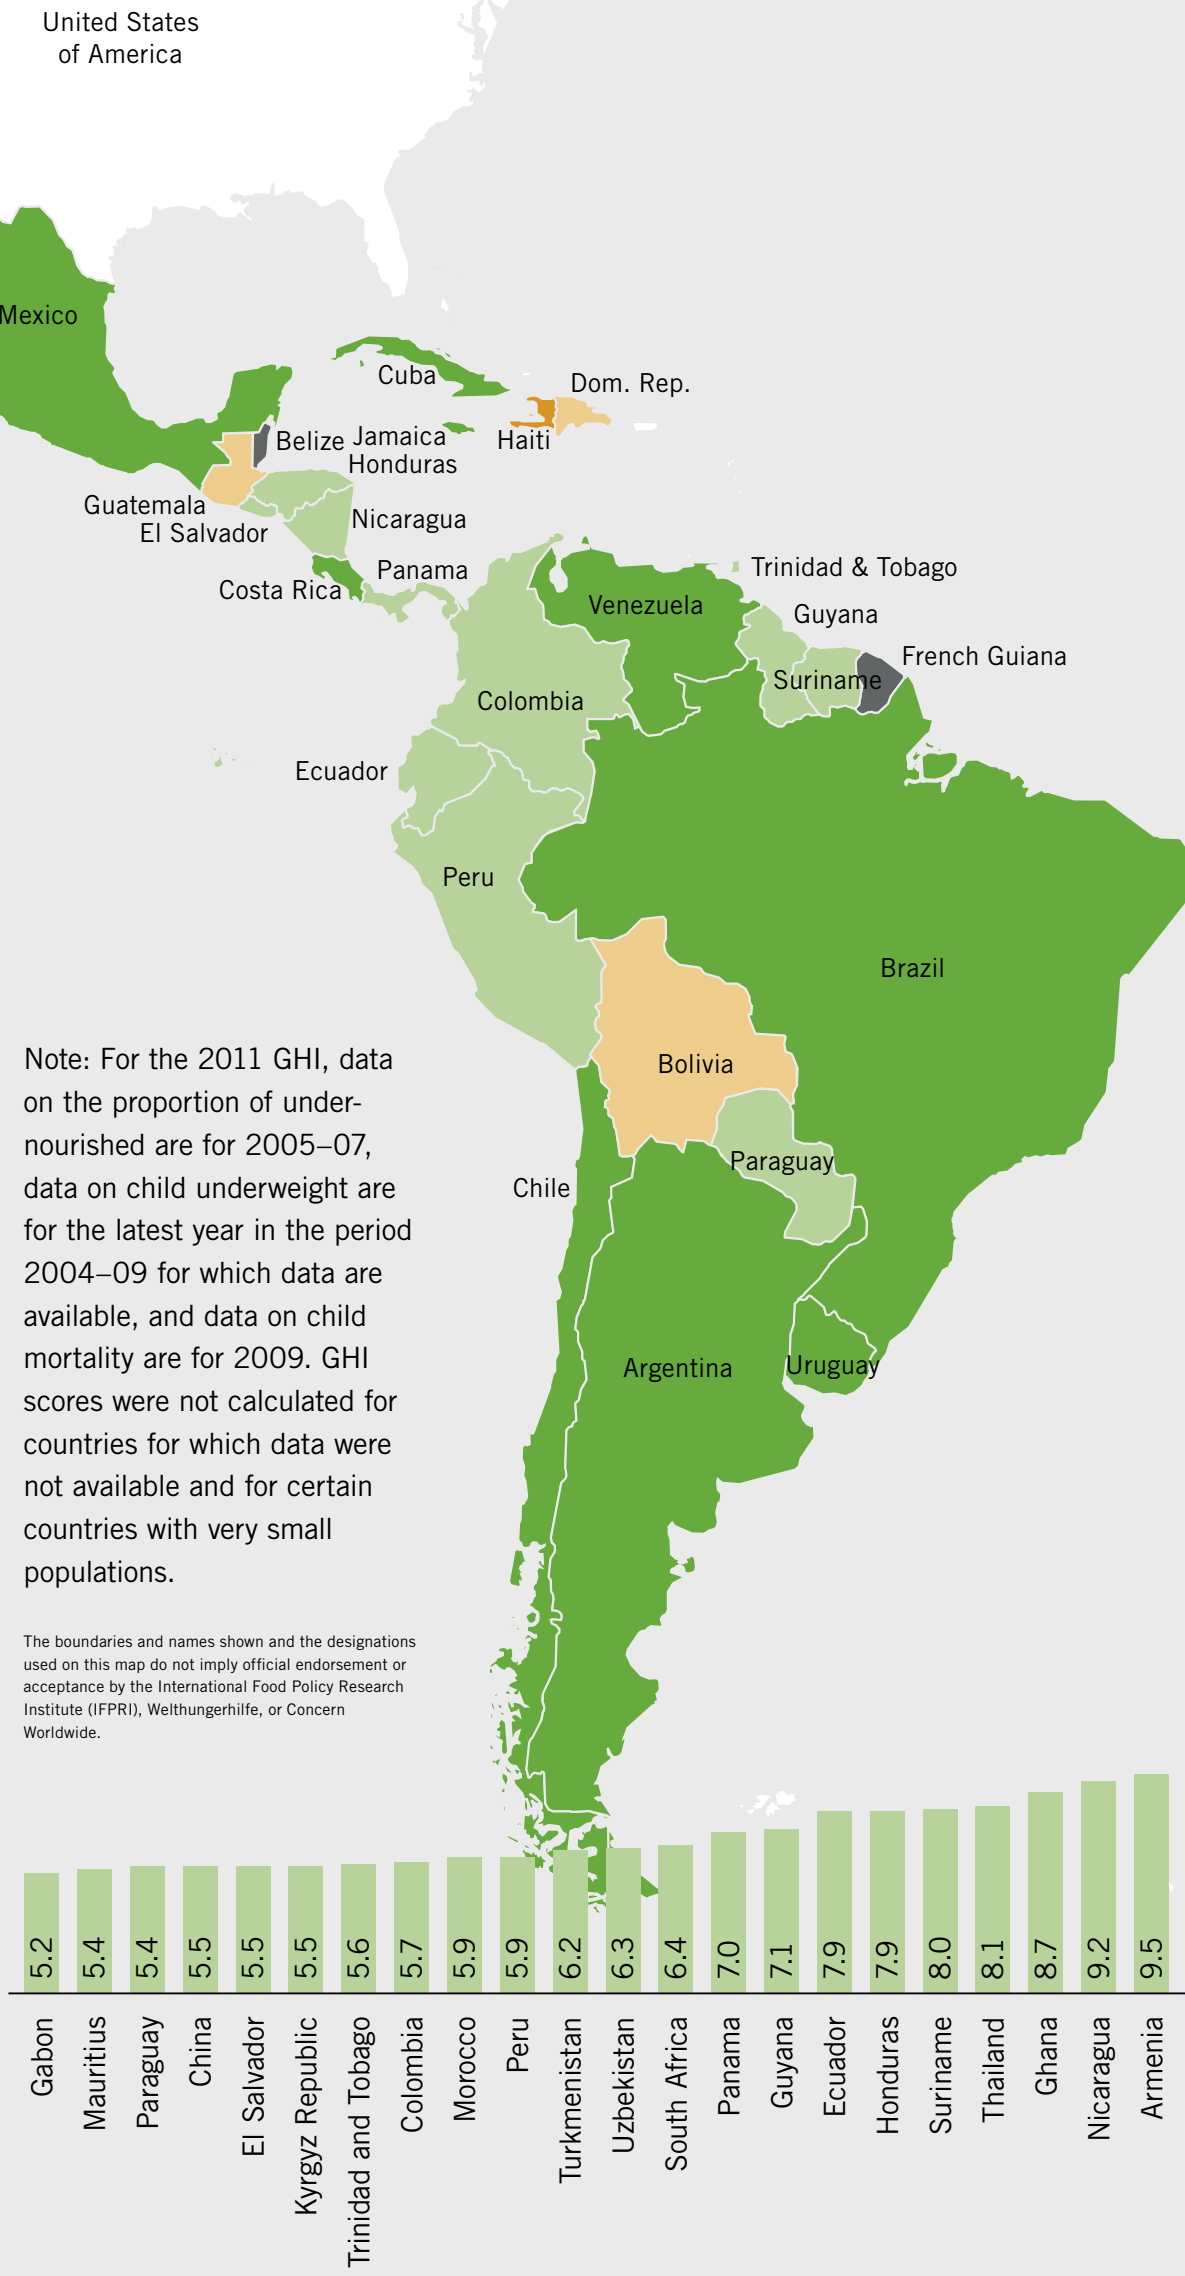 United States
of America
Mexico
Cuba
Dom. Rep.
Haiti
Belize
Jamaica
Honduras
Guatemala
El Salvador
Nicaragua
Costa Rica
Panama
Trinidad & Tobago
Venezuela
Guyana
French Guiana
Suriname
Colombia
Ecuador
Peru
Brazil
Bolivia
Paraguay
Chile
Argentina
Uruguay
Note: For the 2011 GHI, data
on the proportion of under-
nourished are for 2005–07,
data on child underweight are
for the latest year in the period
2004–09 for which data are
available, and data on child
mortality are for 2009. GHI
scores were not calculated for
countries for which data were
not available and for certain
countries with very small
populations.
The boundaries and names shown and the designations
used on this map do not imply official endorsement or
acceptance by the International Food Policy Research
Institute (IFPRI), Welthungerhilfe, or Concern
Worldwide.
5.2
5.4
5.4
5.5
5.5
5.5
5.6
5.7
5.9
5.9
6.2
6.3
6.4
7.0
7.1
7.9
7.9
8.0
8.1
8.7
9.2
9.5
Gabon
Mauritius
Paraguay
China
El Salvador
Kyrgyz Republic
Trinidad and Tobago
Colombia
Morocco
Peru
Turkmenistan
Uzbekistan
South Africa
Panama
Guyana
Ecuador
Honduras
Suriname
Thailand
Ghana
Nicaragua
Armenia